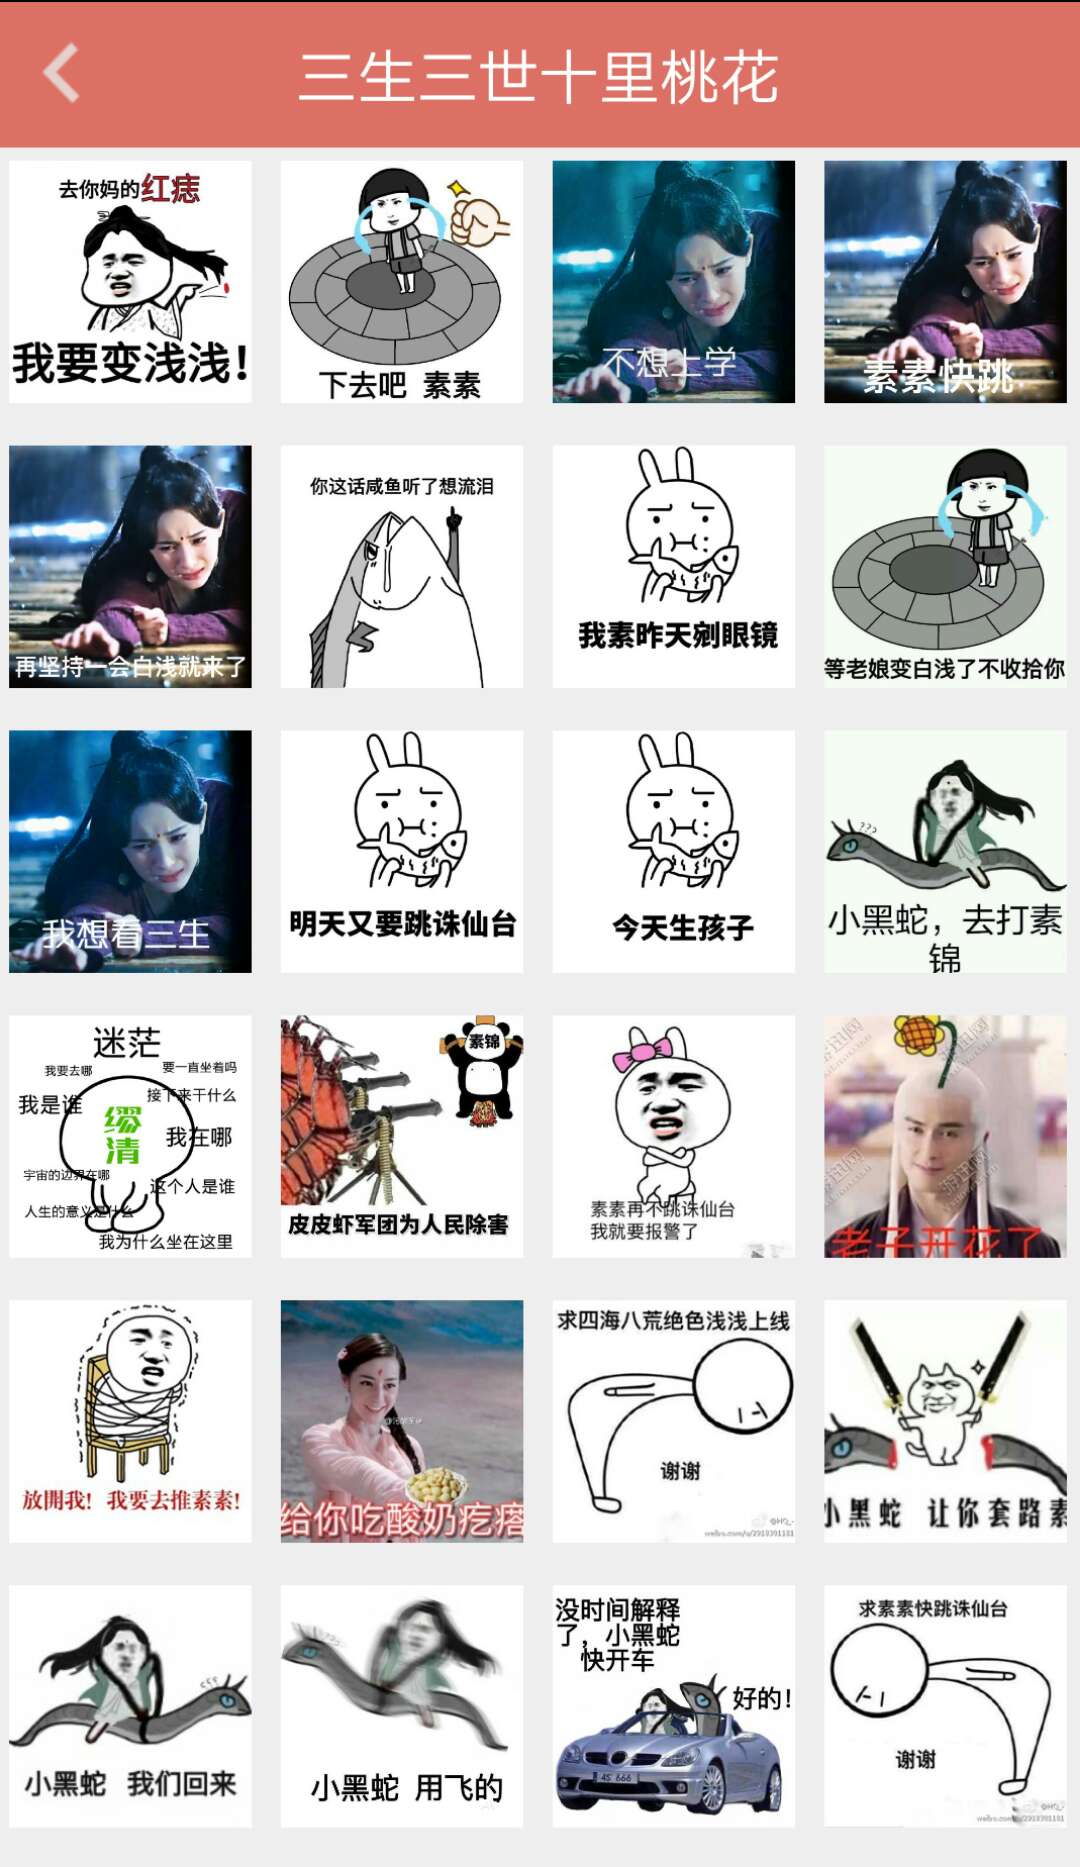 三生三世十里桃花
去你妈的红痣
我要变浅浅!
下去吧 素素
不想上学
素素快跳
再坚持一会白浅就来了
你这话咸鱼听了想流泪
我素昨天剜眼镜
等老娘变白浅了不收拾你
我想看三生
明天又要跳诛仙台
今天生孩子
???
小黑蛇，去打素
锦
迷茫
我要去哪
要一直坐着吗
我是谁
接下来干什么
缪清
我在哪
宇宙的边界在哪
这个人是谁
人生的意义是什么
我为什么坐在这里
素锦
皮皮虾军团为人民除害
素素再不跳诛仙台
我就要报警了
游迅网
游迅网
老子开花了
放開我! 我要去推素素!
给你吃酸奶疙瘩
求四海八荒绝色浅浅上线
谢谢
小黑蛇 让你套路素
???
小黑蛇 我们回来
小黑蛇 用飞的
没时间解释
了，小黑蛇
快开车
好的!
4S 666
求素素快跳诛仙台
谢谢